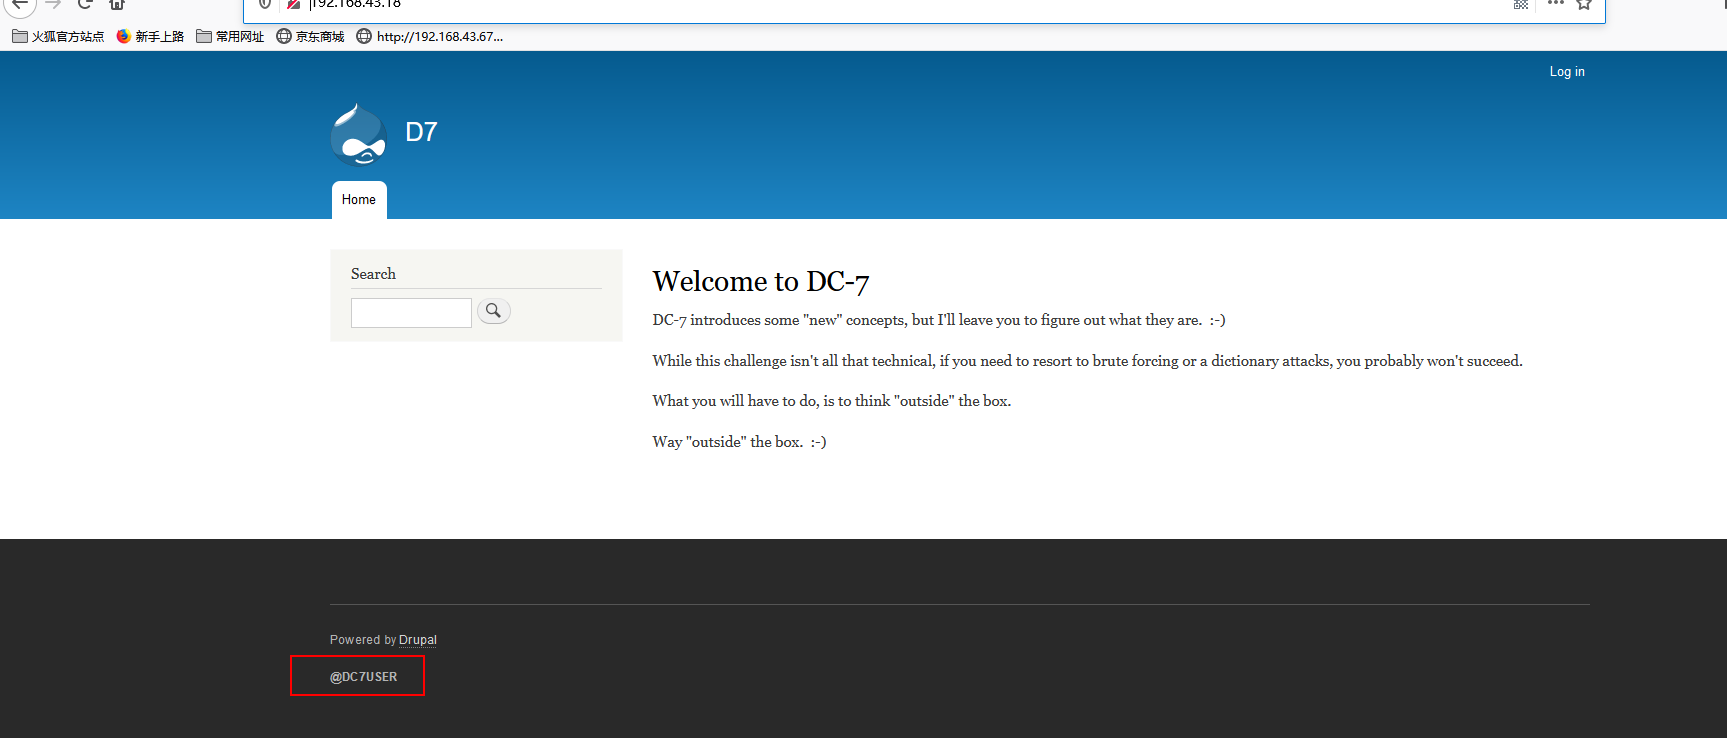 192.168.43.18
火狐官方站点 新手上路 常用网址 京东商城 http://192.168.43.67...
Log in
D7
Home
Search
Welcome to DC-7
DC-7 introduces some "new" concepts, but I'll leave you to figure out what they are.  :-)
While this challenge isn't all that technical, if you need to resort to brute forcing or a dictionary attacks, you probably won't succeed.
What you will have to do, is to think "outside" the box.
Way "outside" the box.  :-)
Powered by Drupal
@DC7USER